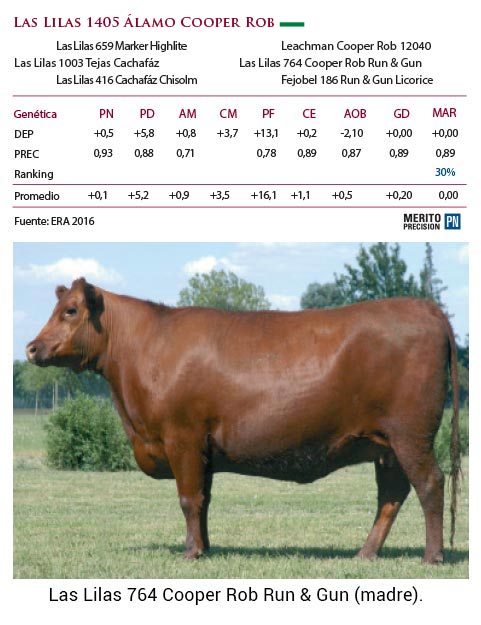 Las Lilas 1405 Álamo Cooper Rob
Las Lilas 659 Marker Highlite Leachman Cooper Rob 12040
Las Lilas 1003 Tejas Cachafáz Las Lilas 764 Cooper Rob Run & Gun
Las Lilas 416 Cachafáz Chisolm Fejobel 186 Run & Gun Licorice
Genética PN PD AM CM PF CE AOB GD MAR
DEP +0,5 +5,8 +0,8 +3,7 +13,1 +0,2 -2,10 +0,00 +0,00
PREC 0,93 0,88 0,71 0,78 0,89 0,87 0,89 0,89
Ranking 30%
Promedio +0,1 +5,2 +0,9 +3,5 +16,1 +1,1 +0,5 +0,20 0,00
Fuente: ERA 2016 MERITO PRECISION PN
Las Lilas 764 Cooper Rob Run & Gun (madre).